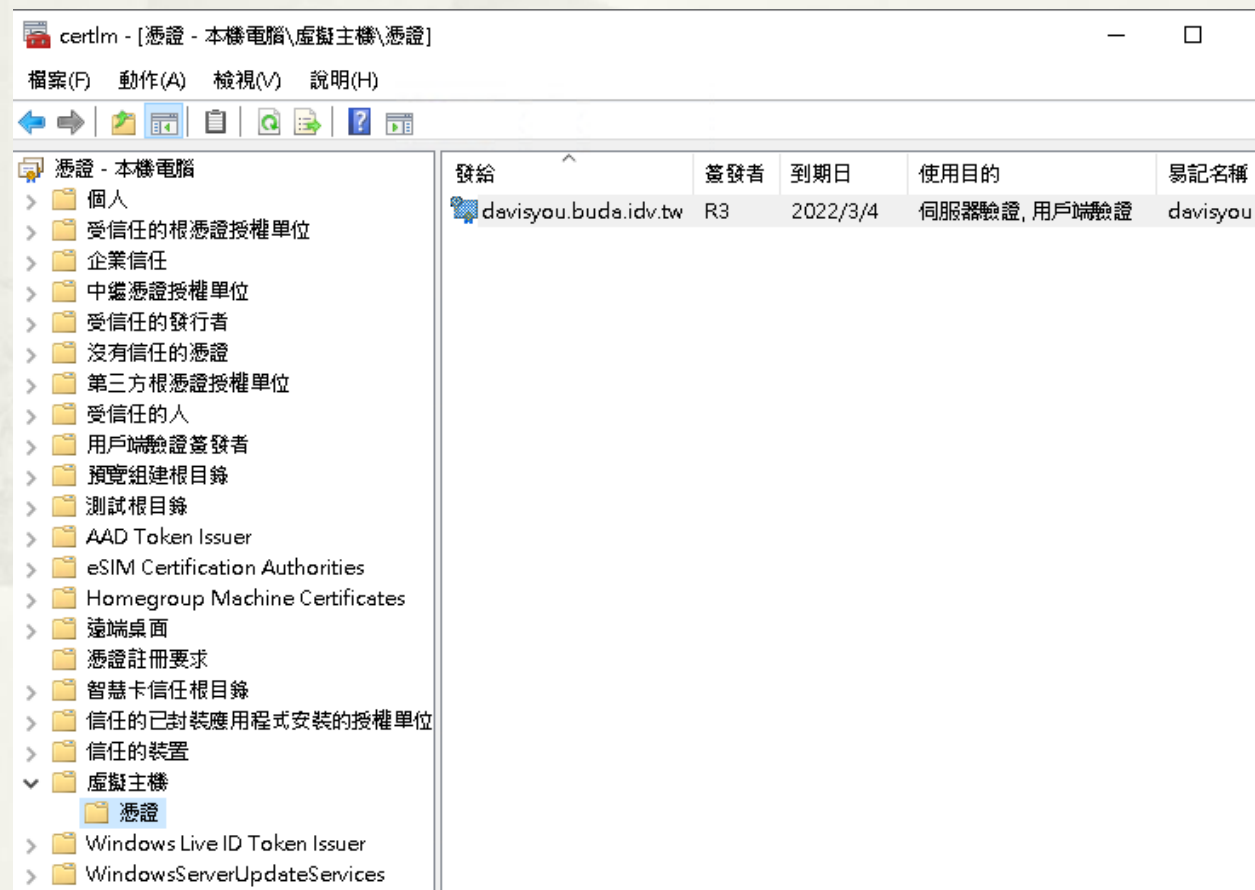 certlm - [憑證 - 本機電腦\虛擬主機\憑證]
檔案(F) 動作(A) 檢視(V) 說明(H)
憑證 - 本機電腦
個人
受信任的根憑證授權單位
企業信任
中繼憑證授權單位
受信任的發行者
沒有信任的憑證
第三方根憑證授權單位
受信任的人
用戶端驗證簽發者
預覽組建根目錄
測試根目錄
AAD Token Issuer
eSIM Certification Authorities
Homegroup Machine Certificates
遠端桌面
憑證註冊要求
智慧卡信任根目錄
信任的已封裝應用程式安裝的授權單位
信任的裝置
虛擬主機
憑證
Windows Live ID Token Issuer
WindowsServerUpdateServices
發給 簽發者 到期日 使用目的 易記名稱
davisyou.buda.idv.tw R3 2022/3/4 伺服器驗證, 用戶端驗證 davisyou